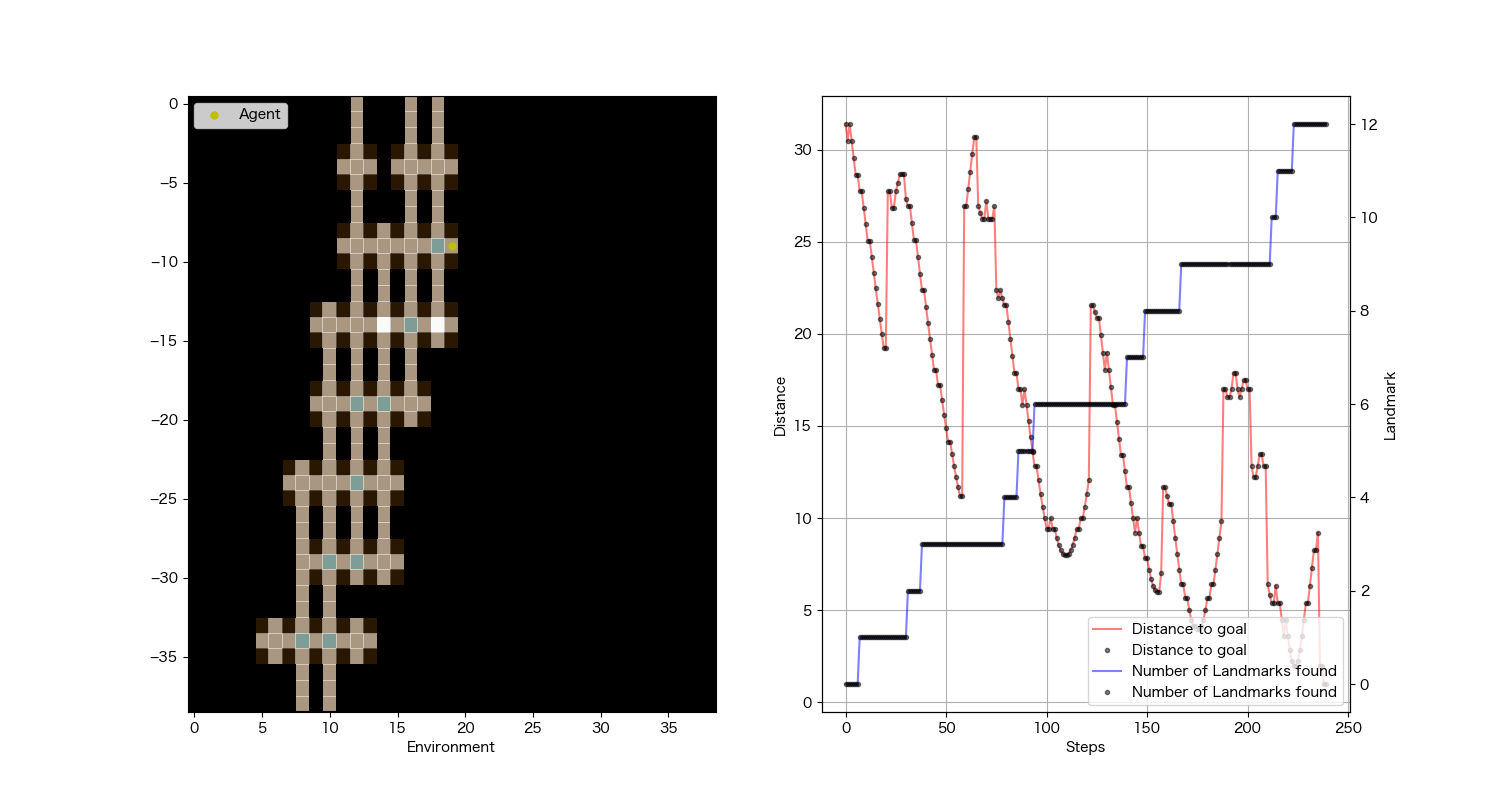 Agent
0
−5
−10
−15
−20
−25
−30
−35
0 5 10 15 20 25 30 35
Environment
30
25
20
15
10
5
0
Distance
0 50 100 150 200 250
Steps
12
10
8
6
4
2
0
Landmark
Distance to goal
Distance to goal
Number of Landmarks found
Number of Landmarks found